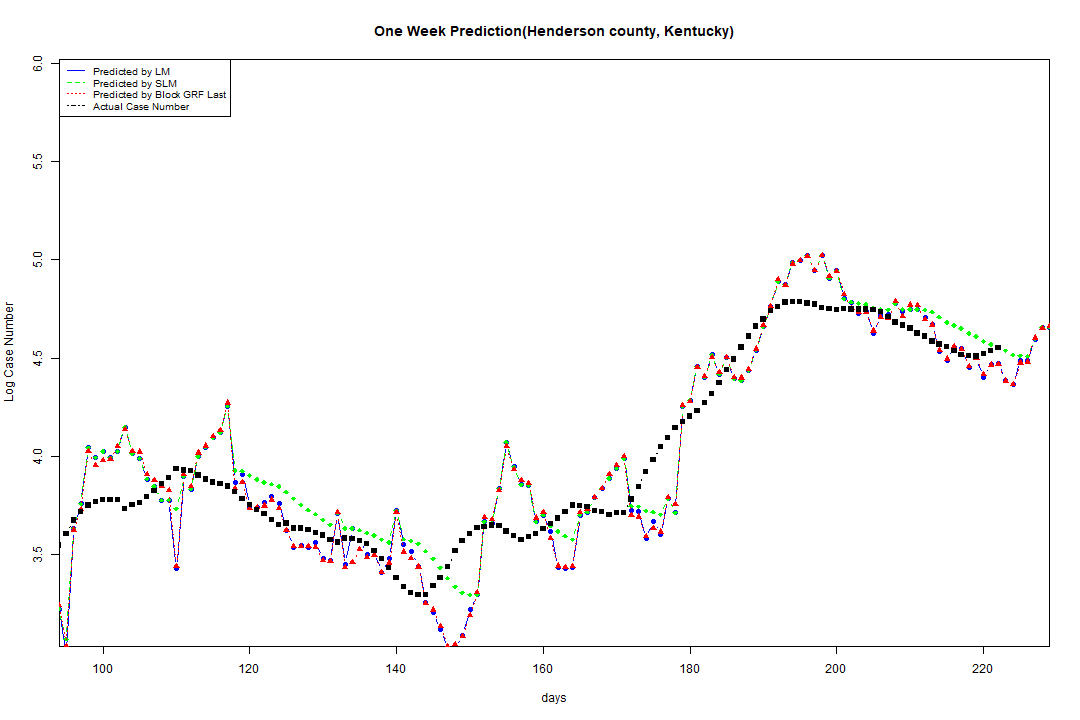 One Week Prediction(Henderson county, Kentucky)
Predicted by LM
Predicted by SLM
Predicted by Block GRF Last
Actual Case Number
6.0
5.5
5.0
4.5
4.0
3.5
Log Case Number
100 120 140 160 180 200 220
days